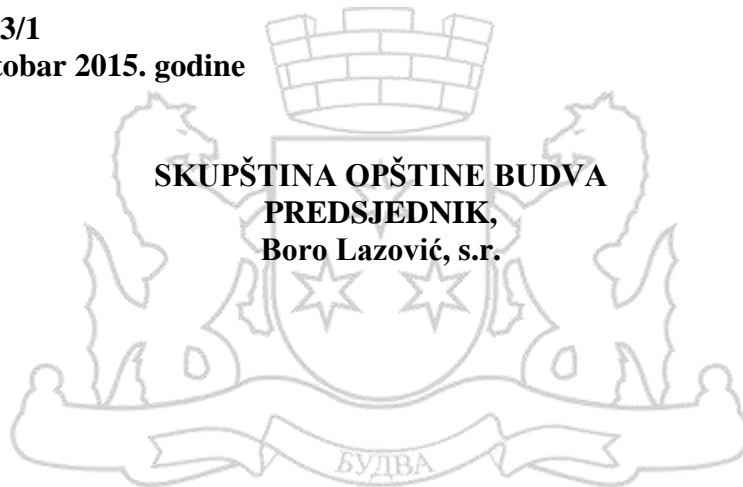 3/1
tobar 2015. godine
SKUPŠTINA OPŠTINE BUDVA
PREDSJEDNIK,
Boro Lazović, s.r.
БУДВА